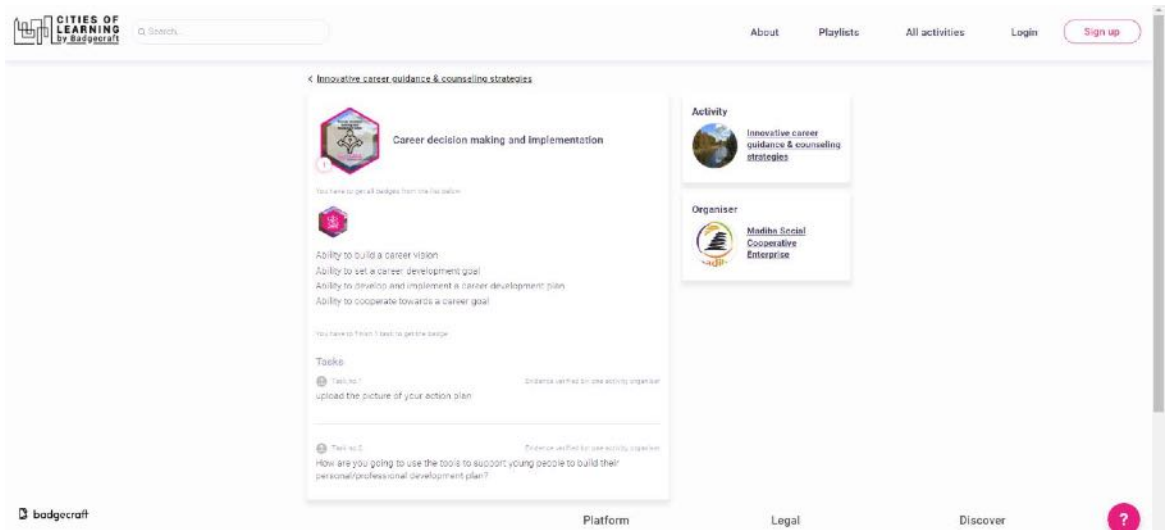 CITIES OF
LEARNING
by Badgecraft
Search...
About
Playlists
All activities
Login
Sign up
< Innovative career guidance & counseling strategies
Career decision making and implementation
1
You have to get all badges from the list below
Ability to build a career vision
Ability to set a career development goal
Ability to develop and implement a career development plan
Ability to cooperate towards a career goal
You have to finish 1 task to get the badge
Tasks
Task no.1
Evidence verified by: one activity organiser
upload the picture of your action plan
Task no.2
Evidence verified by: one activity organiser
How are you going to use the tools to support young people to build their
personal/professional development plan?
Activity
Innovative career
guidance & counseling
strategies
Organiser
Madiba Social
Cooperative
Enterprise
badgecraft
Platform
Legal
Discover
?